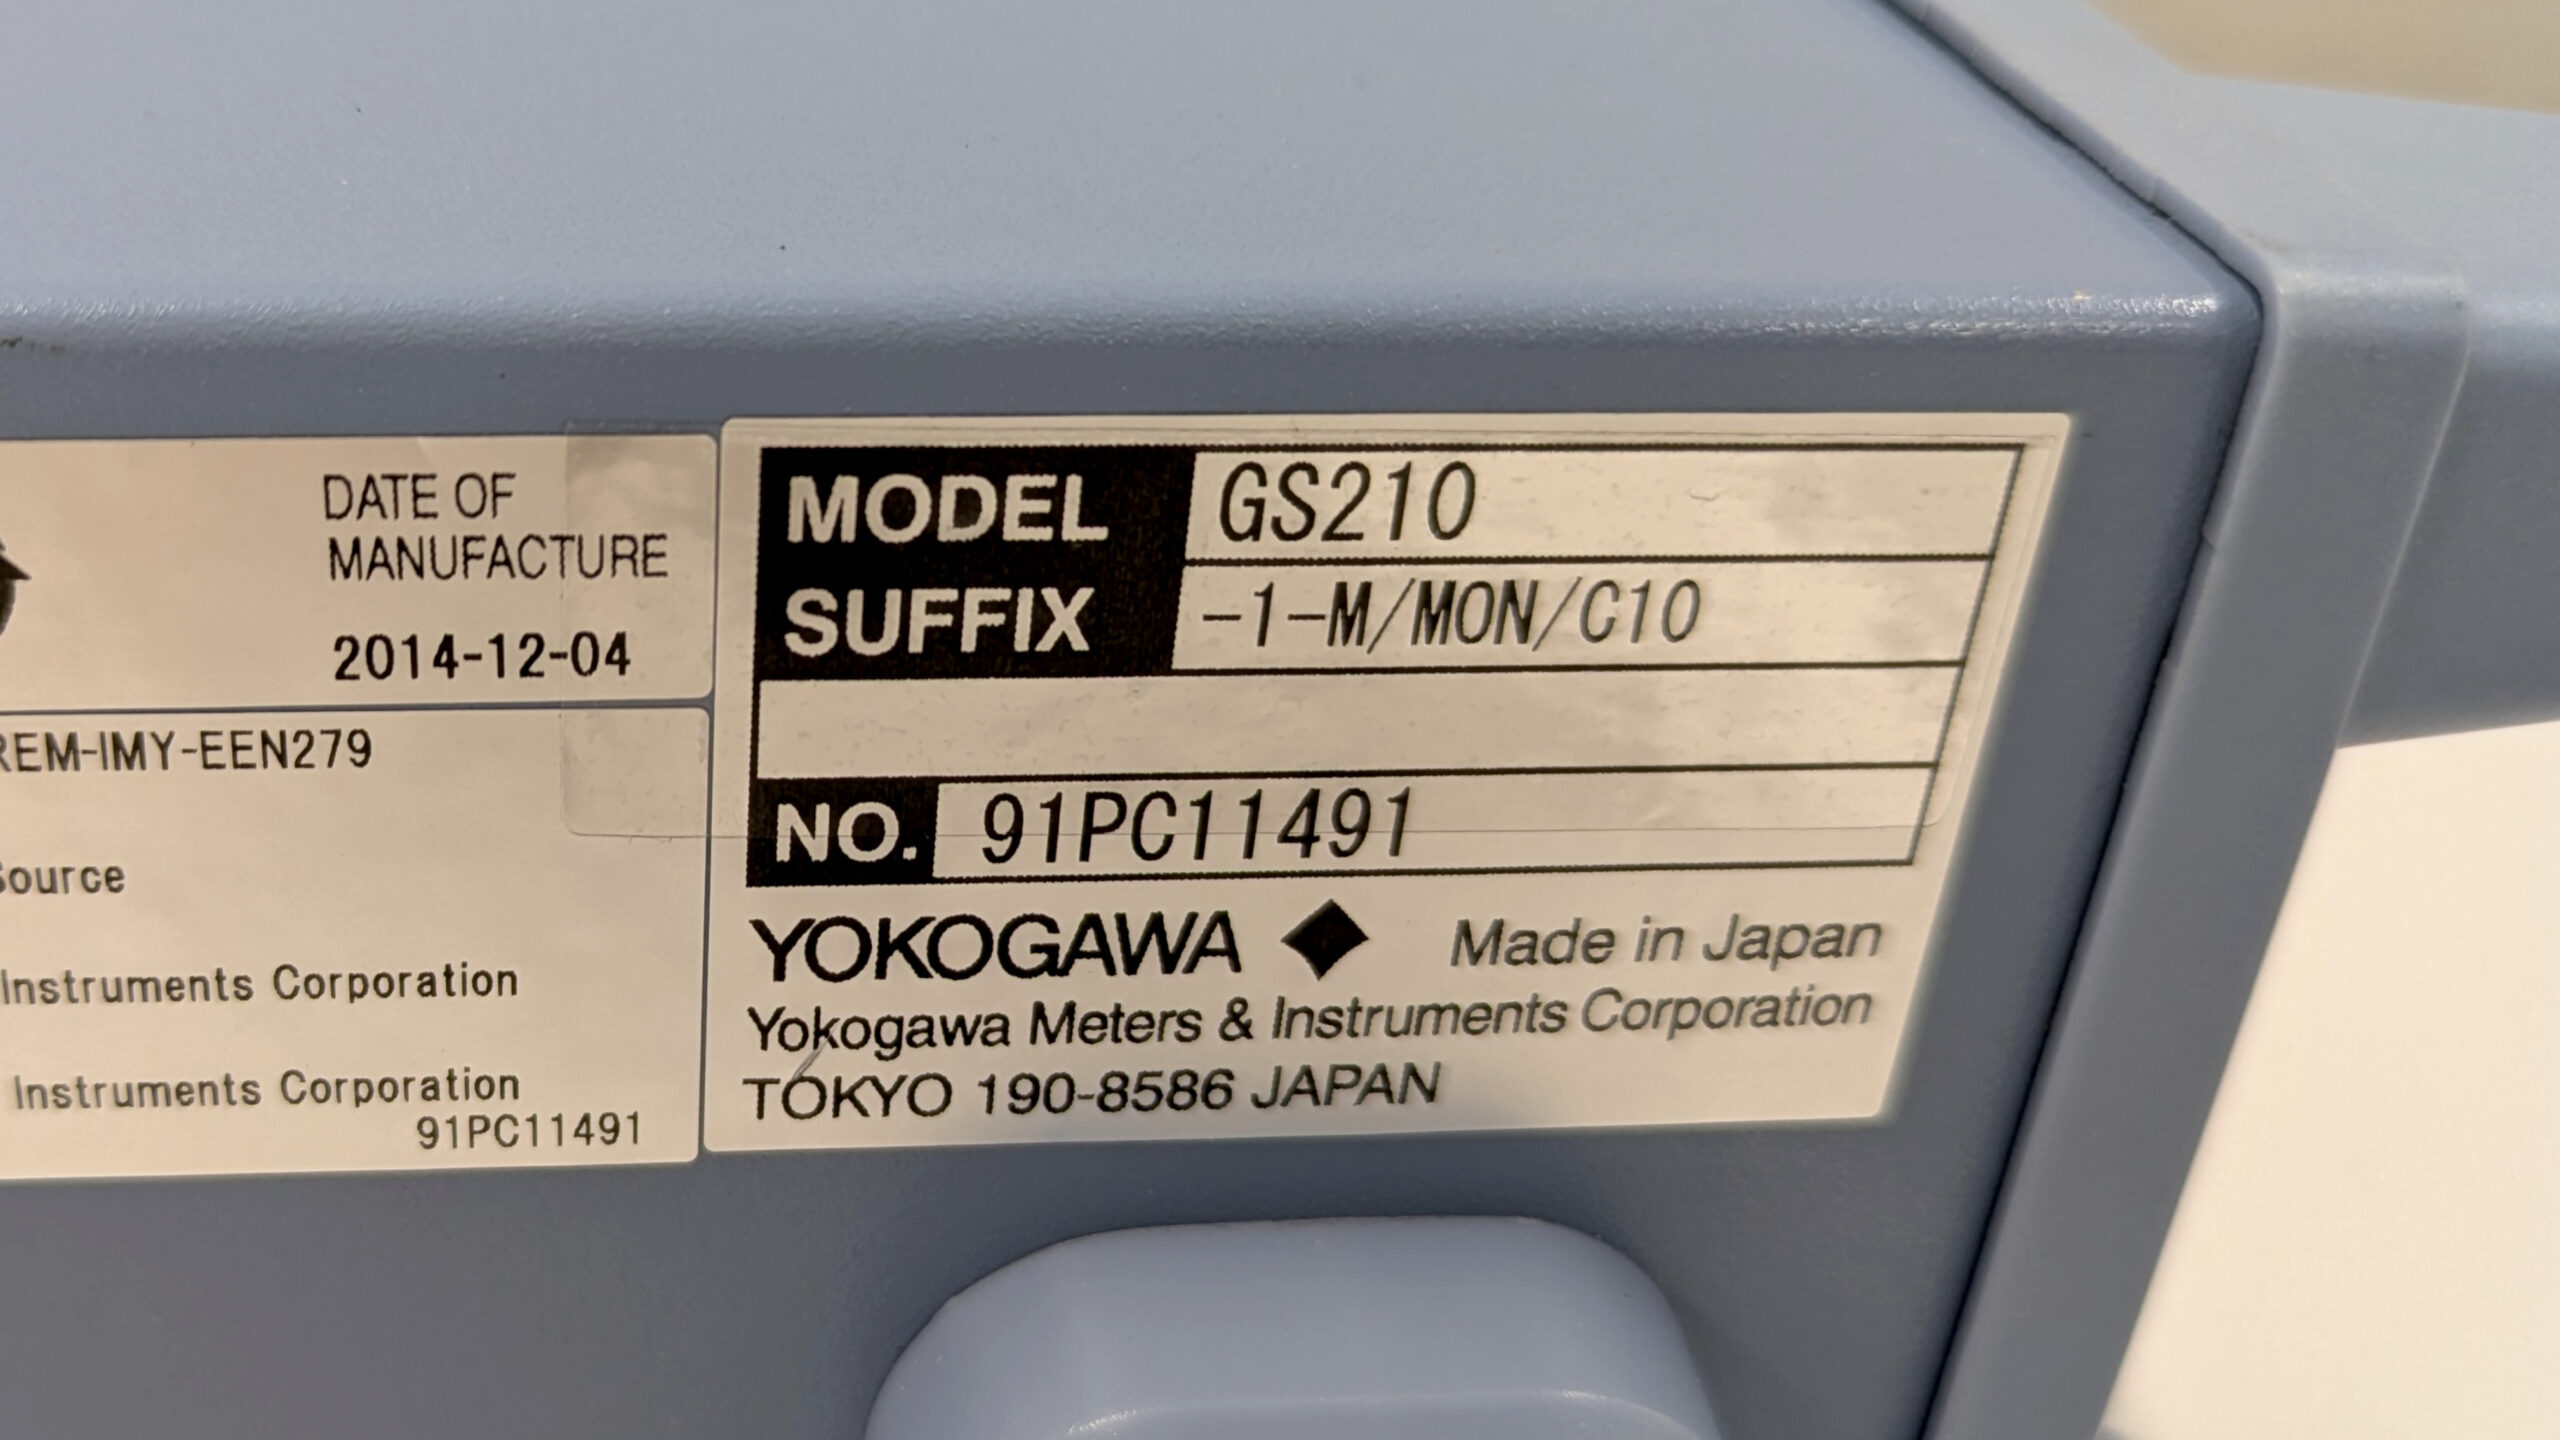 DATE OF
MANUFACTURE
2014-12-04
REM-IMY-EEN279
Source
Instruments Corporation
Instruments Corporation
91PC11491
MODEL GS210
SUFFIX -1-M/MON/C10
NO. 91PC11491
YOKOGAWA ◆ Made in Japan
Yokogawa Meters & Instruments Corporation
TOKYO 190-8586 JAPAN